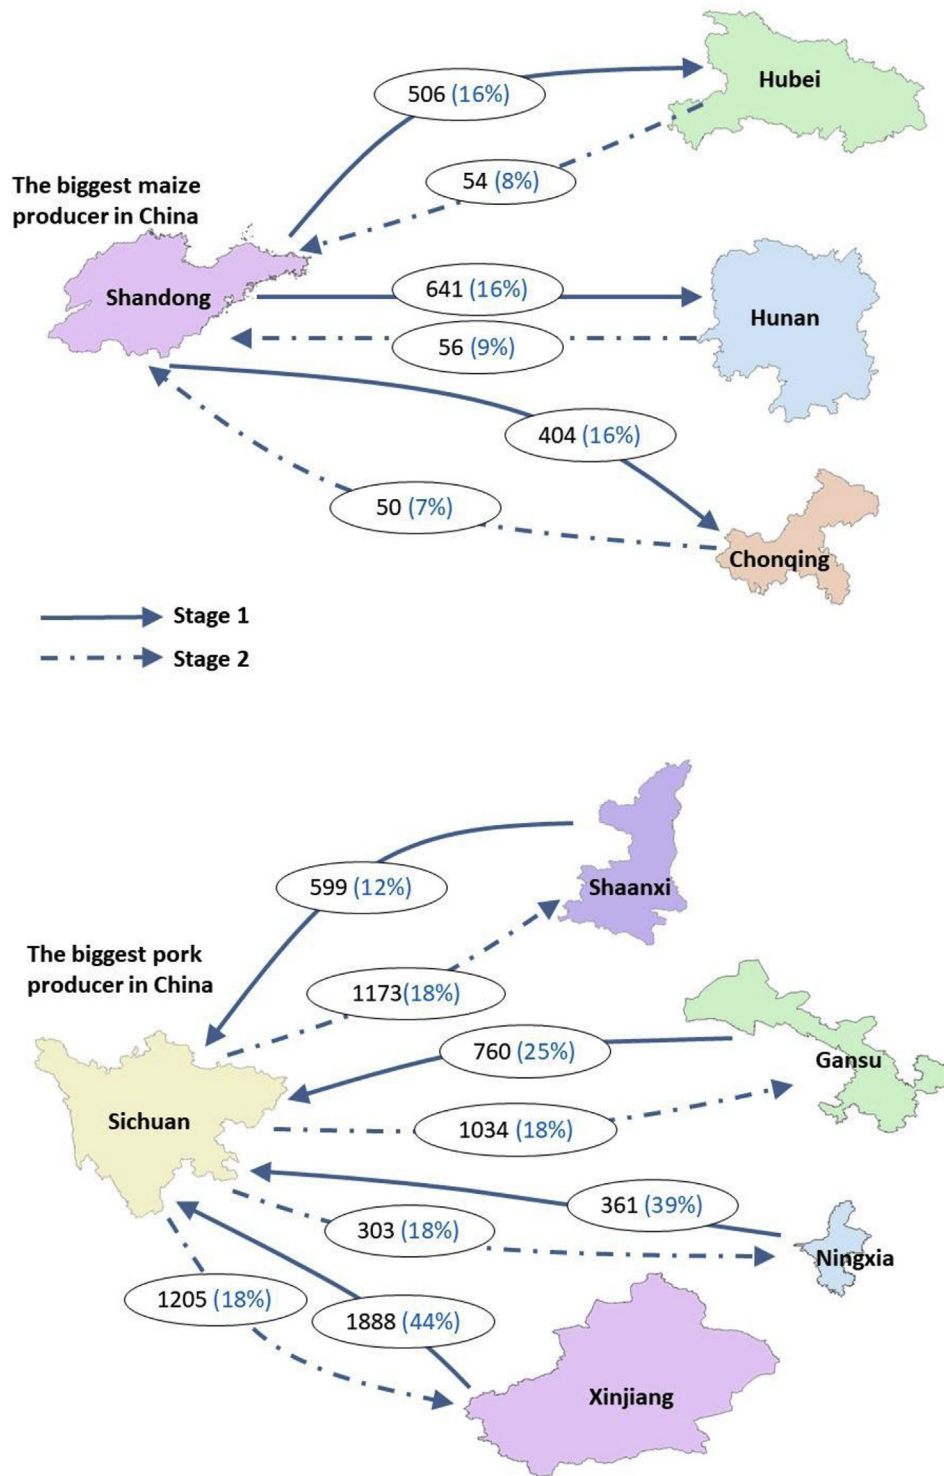 506 (16%)
Hubei
54 (8%)
The biggest maize
producer in China
Shandong
641 (16%)
Hunan
56 (9%)
404 (16%)
50 (7%)
Chonqing
Stage 1
Stage 2
599 (12%)
Shaanxi
The biggest pork
producer in China
1173(18%)
760 (25%)
Gansu
Sichuan
1034 (18%)
361 (39%)
303 (18%)
Ningxia
1205 (18%)
1888 (44%)
Xinjiang